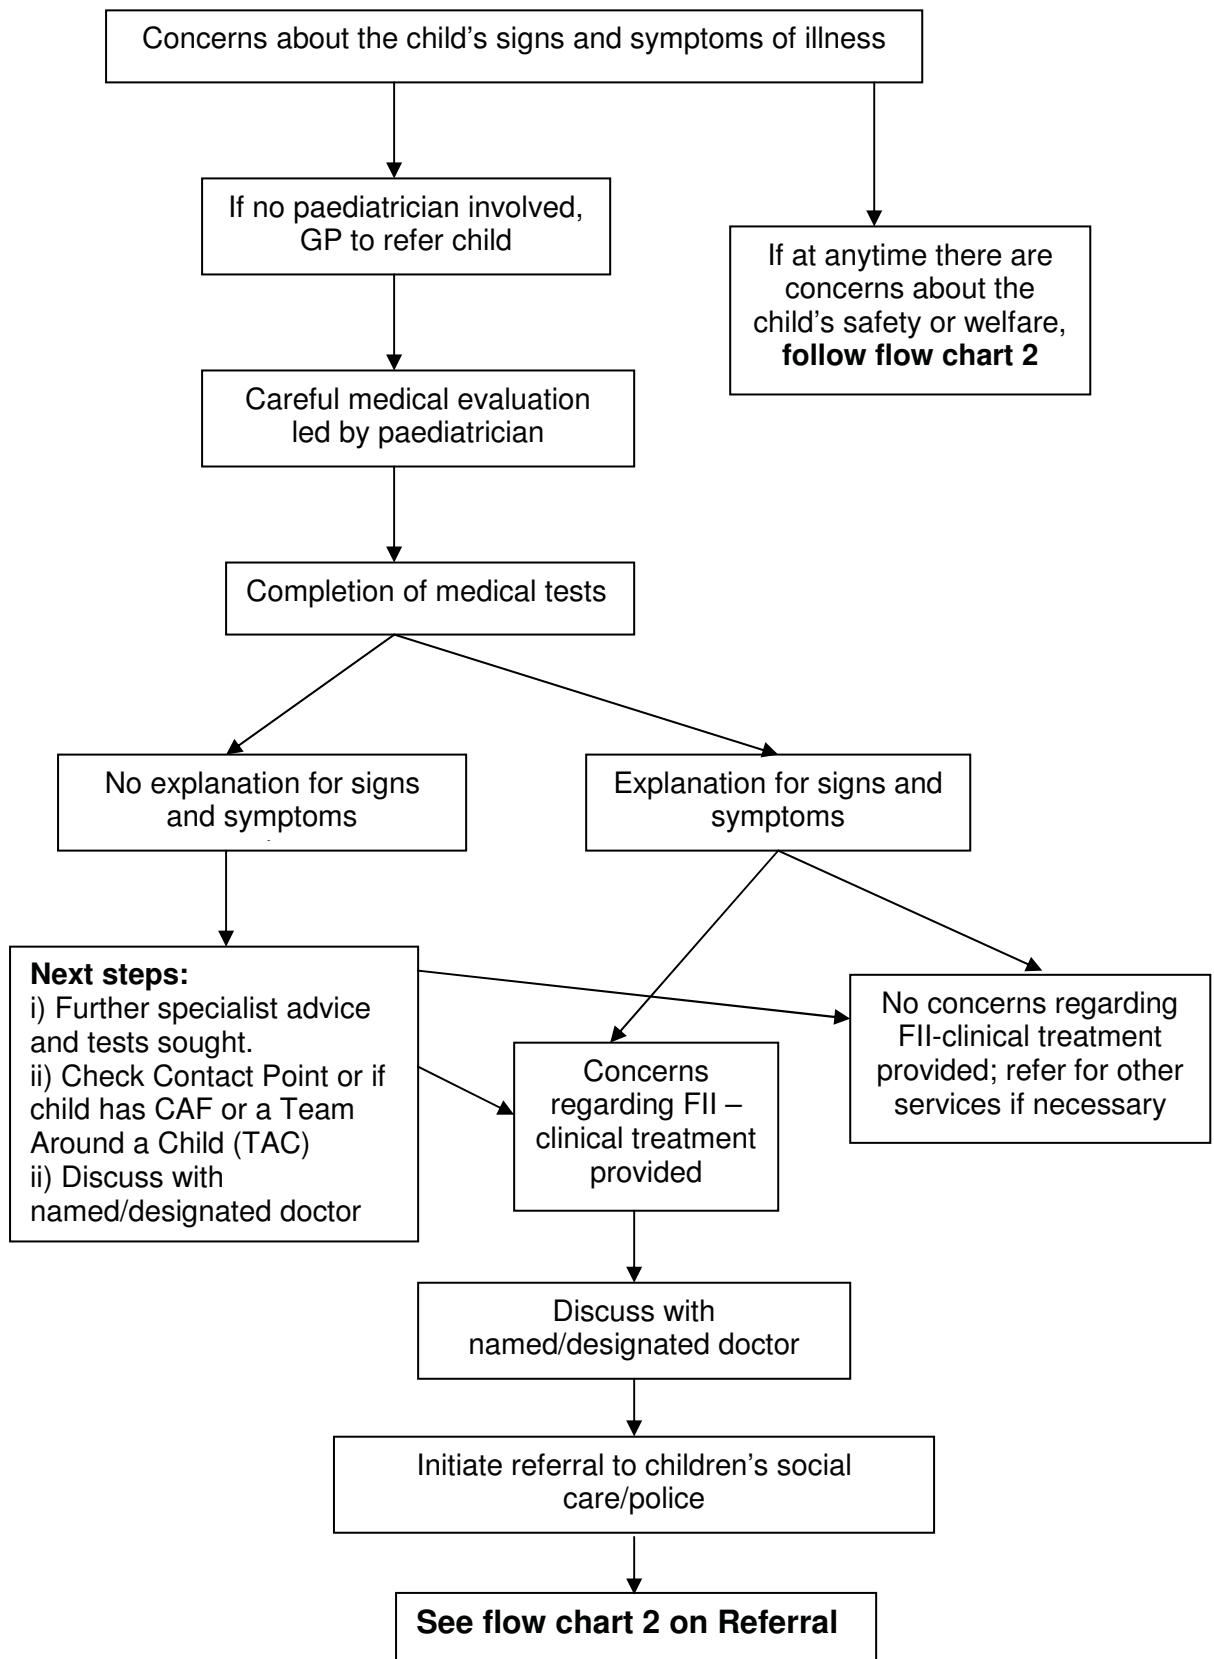 Concerns about the child’s signs and symptoms of illness
If no paediatrician involved,
GP to refer child
If at anytime there are
concerns about the
child’s safety or welfare,
follow flow chart 2
Careful medical evaluation
led by paediatrician
Completion of medical tests
No explanation for signs
and symptoms
Explanation for signs and
symptoms
Next steps:
i) Further specialist advice
and tests sought.
ii) Check Contact Point or if
child has CAF or a Team
Around a Child (TAC)
ii) Discuss with
named/designated doctor
Concerns
regarding FII –
clinical treatment
provided
No concerns regarding
FII-clinical treatment
provided; refer for other
services if necessary
Discuss with
named/designated doctor
Initiate referral to children’s social
care/police
See flow chart 2 on Referral